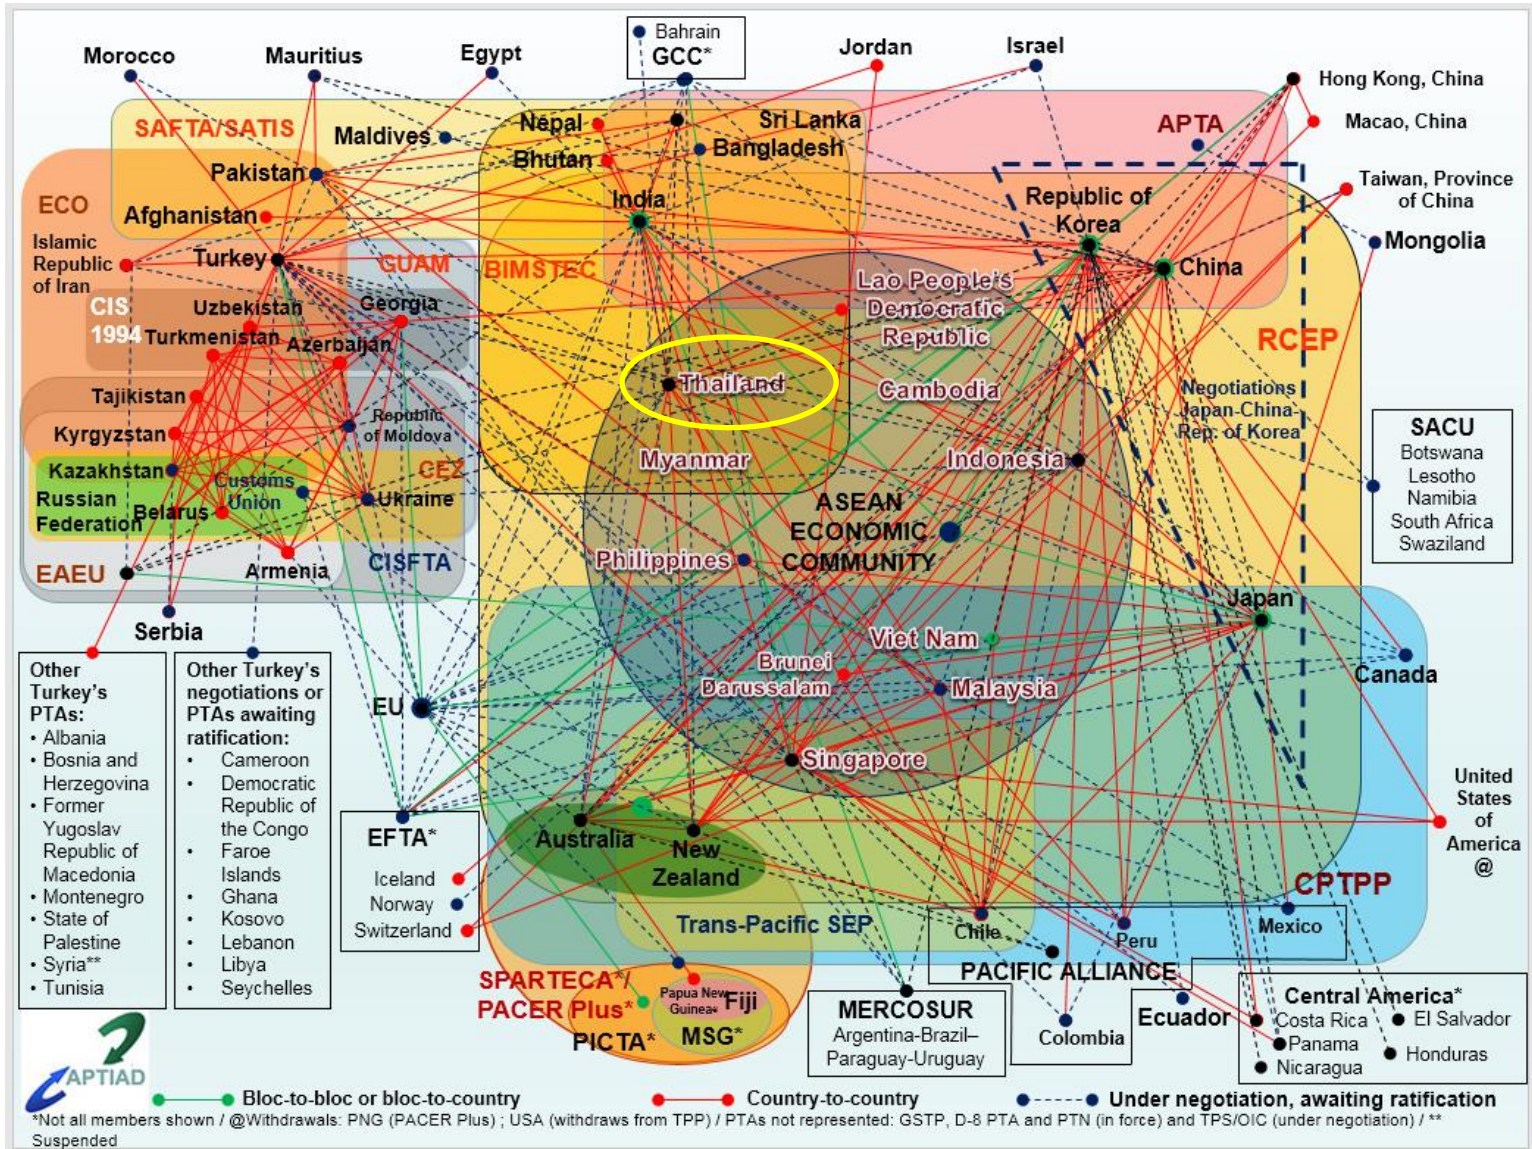 Morocco
Mauritius
Egypt
Bahrain
GCC*
Jordan
Israel
Hong Kong, China
Macao, China
Taiwan, Province
of China
Mongolia
SAFTA/SATIS
Maldives
Nepal
Bhutan
Sri Lanka
Bangladesh
APTA
Pakistan
India
Republic of
Korea
ECO
Afghanistan
Islamic
Republic
of Iran
Turkey
GUAM
BIMSTEC
China
Lao People's
Democratic
Republic
CIS
1994
Uzbekistan
Georgia
Turkmenistan
Azerbaijan
RCEP
Thailand
Cambodia
Negotiations
Japan-China-
Rep. of Korea
Tajikistan
Republic
of Moldova
Kyrgyzstan
Myanmar
Indonesia
SACU
Botswana
Lesotho
Namibia
South Africa
Swaziland
Kazakhstan
CEZ
Customs
Union
Russian
Federation
Belarus
Ukraine
ASEAN
ECONOMIC
COMMUNITY
Philippines
EAEU
Armenia
CISFTA
Serbia
Japan
Viet Nam
Brunei
Darussalam
Malaysia
Canada
EU
Singapore
Other
Turkey's
PTAs:
• Albania
• Bosnia and
Herzegovina
• Former
Yugoslav
Republic of
Macedonia
• Montenegro
• State of
Palestine
• Syria**
• Tunisia
Other Turkey's
negotiations or
PTAs awaiting
ratification:
• Cameroon
• Democratic
Republic of
the Congo
• Faroe
Islands
• Ghana
• Kosovo
• Lebanon
• Libya
• Seychelles
EFTA*
Iceland
Norway
Switzerland
Australia
New
Zealand
United
States
of
America
@
CPTPP
Trans-Pacific SEP
Chile
Peru
Mexico
PACIFIC ALLIANCE
SPARTECA*/
PACER Plus*
Papua New
Guinea
Fiji
MSG*
PICTA*
MERCOSUR
Argentina-Brazil–
Paraguay-Uruguay
Colombia
Ecuador
Central America*
Costa Rica
El Salvador
Panama
Honduras
Nicaragua
APTIAD
Bloc-to-bloc or bloc-to-country
Country-to-country
Under negotiation, awaiting ratification
*Not all members shown / @Withdrawals: PNG (PACER Plus) ; USA (withdraws from TPP) / PTAs not represented: GSTP, D-8 PTA and PTN (in force) and TPS/OIC (under negotiation) / **
Suspended